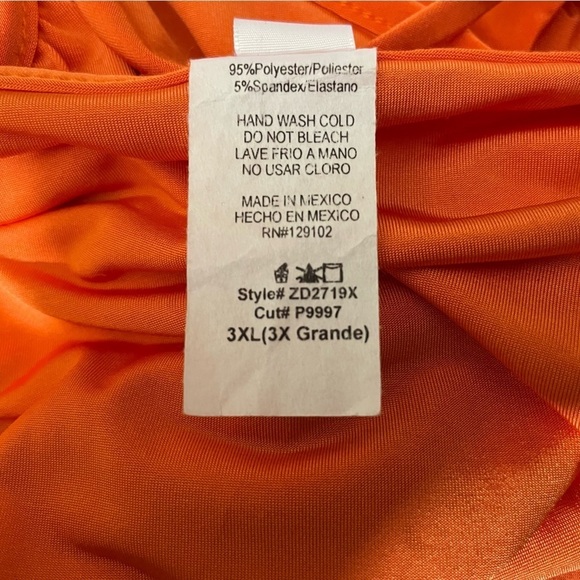 95%Polyester/Poliester
5%Spandex/Elastano
HAND WASH COLD
DO NOT BLEACH
LAVE FRIO A MANO
NO USAR CLORO
MADE IN MEXICO
HECHO EN MEXICO
RN#129102
Style# ZD2719X
Cut# P9997
3XL(3X Grande)